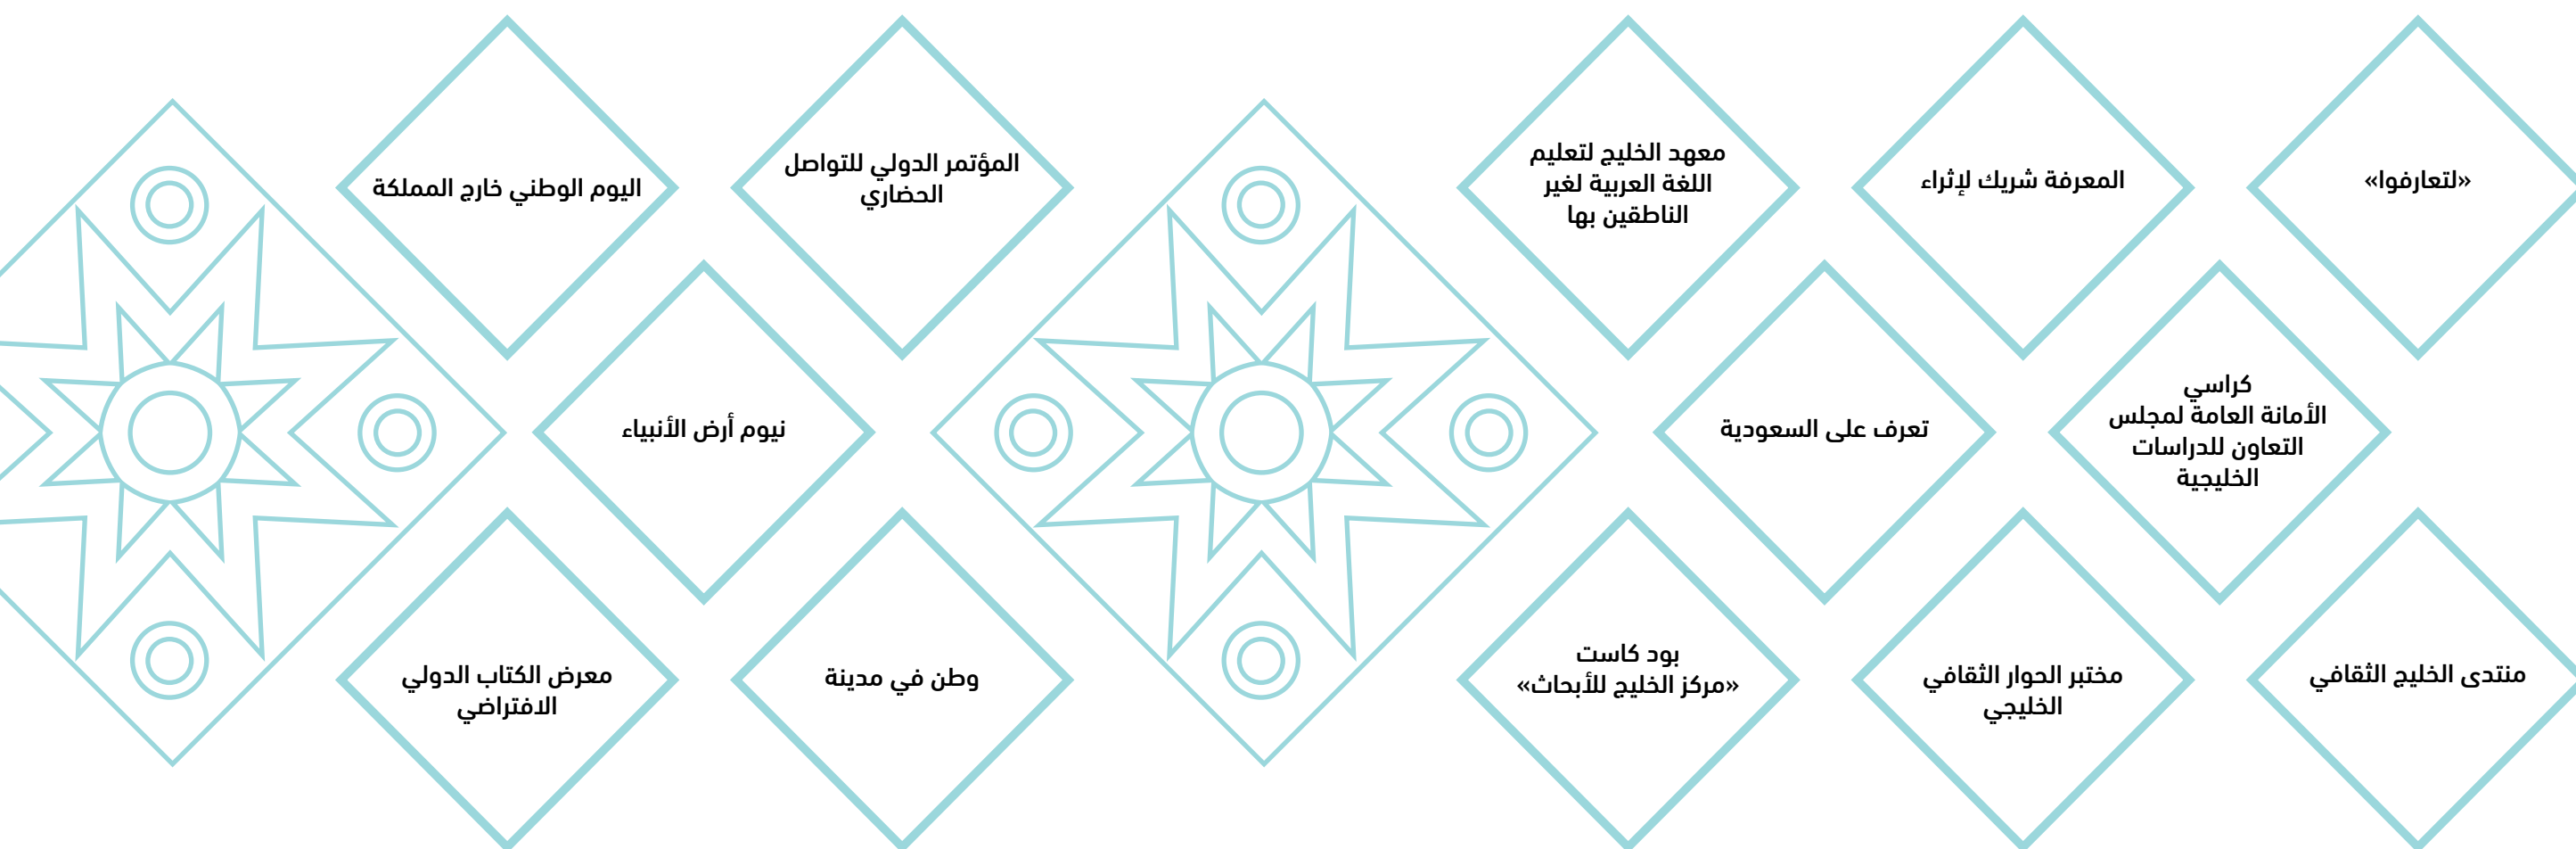 «لتعارفوا»
المعرفة شريك لإثراء
معهد الخليج لتعليم
اللغة العربية لغير
الناطقين بها
المؤتمر الدولي للتواصل
الحضاري
اليوم الوطني خارج المملكة
كراسي
الأمانة العامة لمجلس
التعاون للدراسات
الخليجية
تعرف على السعودية
نيوم أرض الأنبياء
منتدى الخليج الثقافي
مختبر الحوار الثقافي
الخليجي
بود كاست
«مركز الخليج للأبحاث»
وطن في مدينة
معرض الكتاب الدولي
الافتراضي